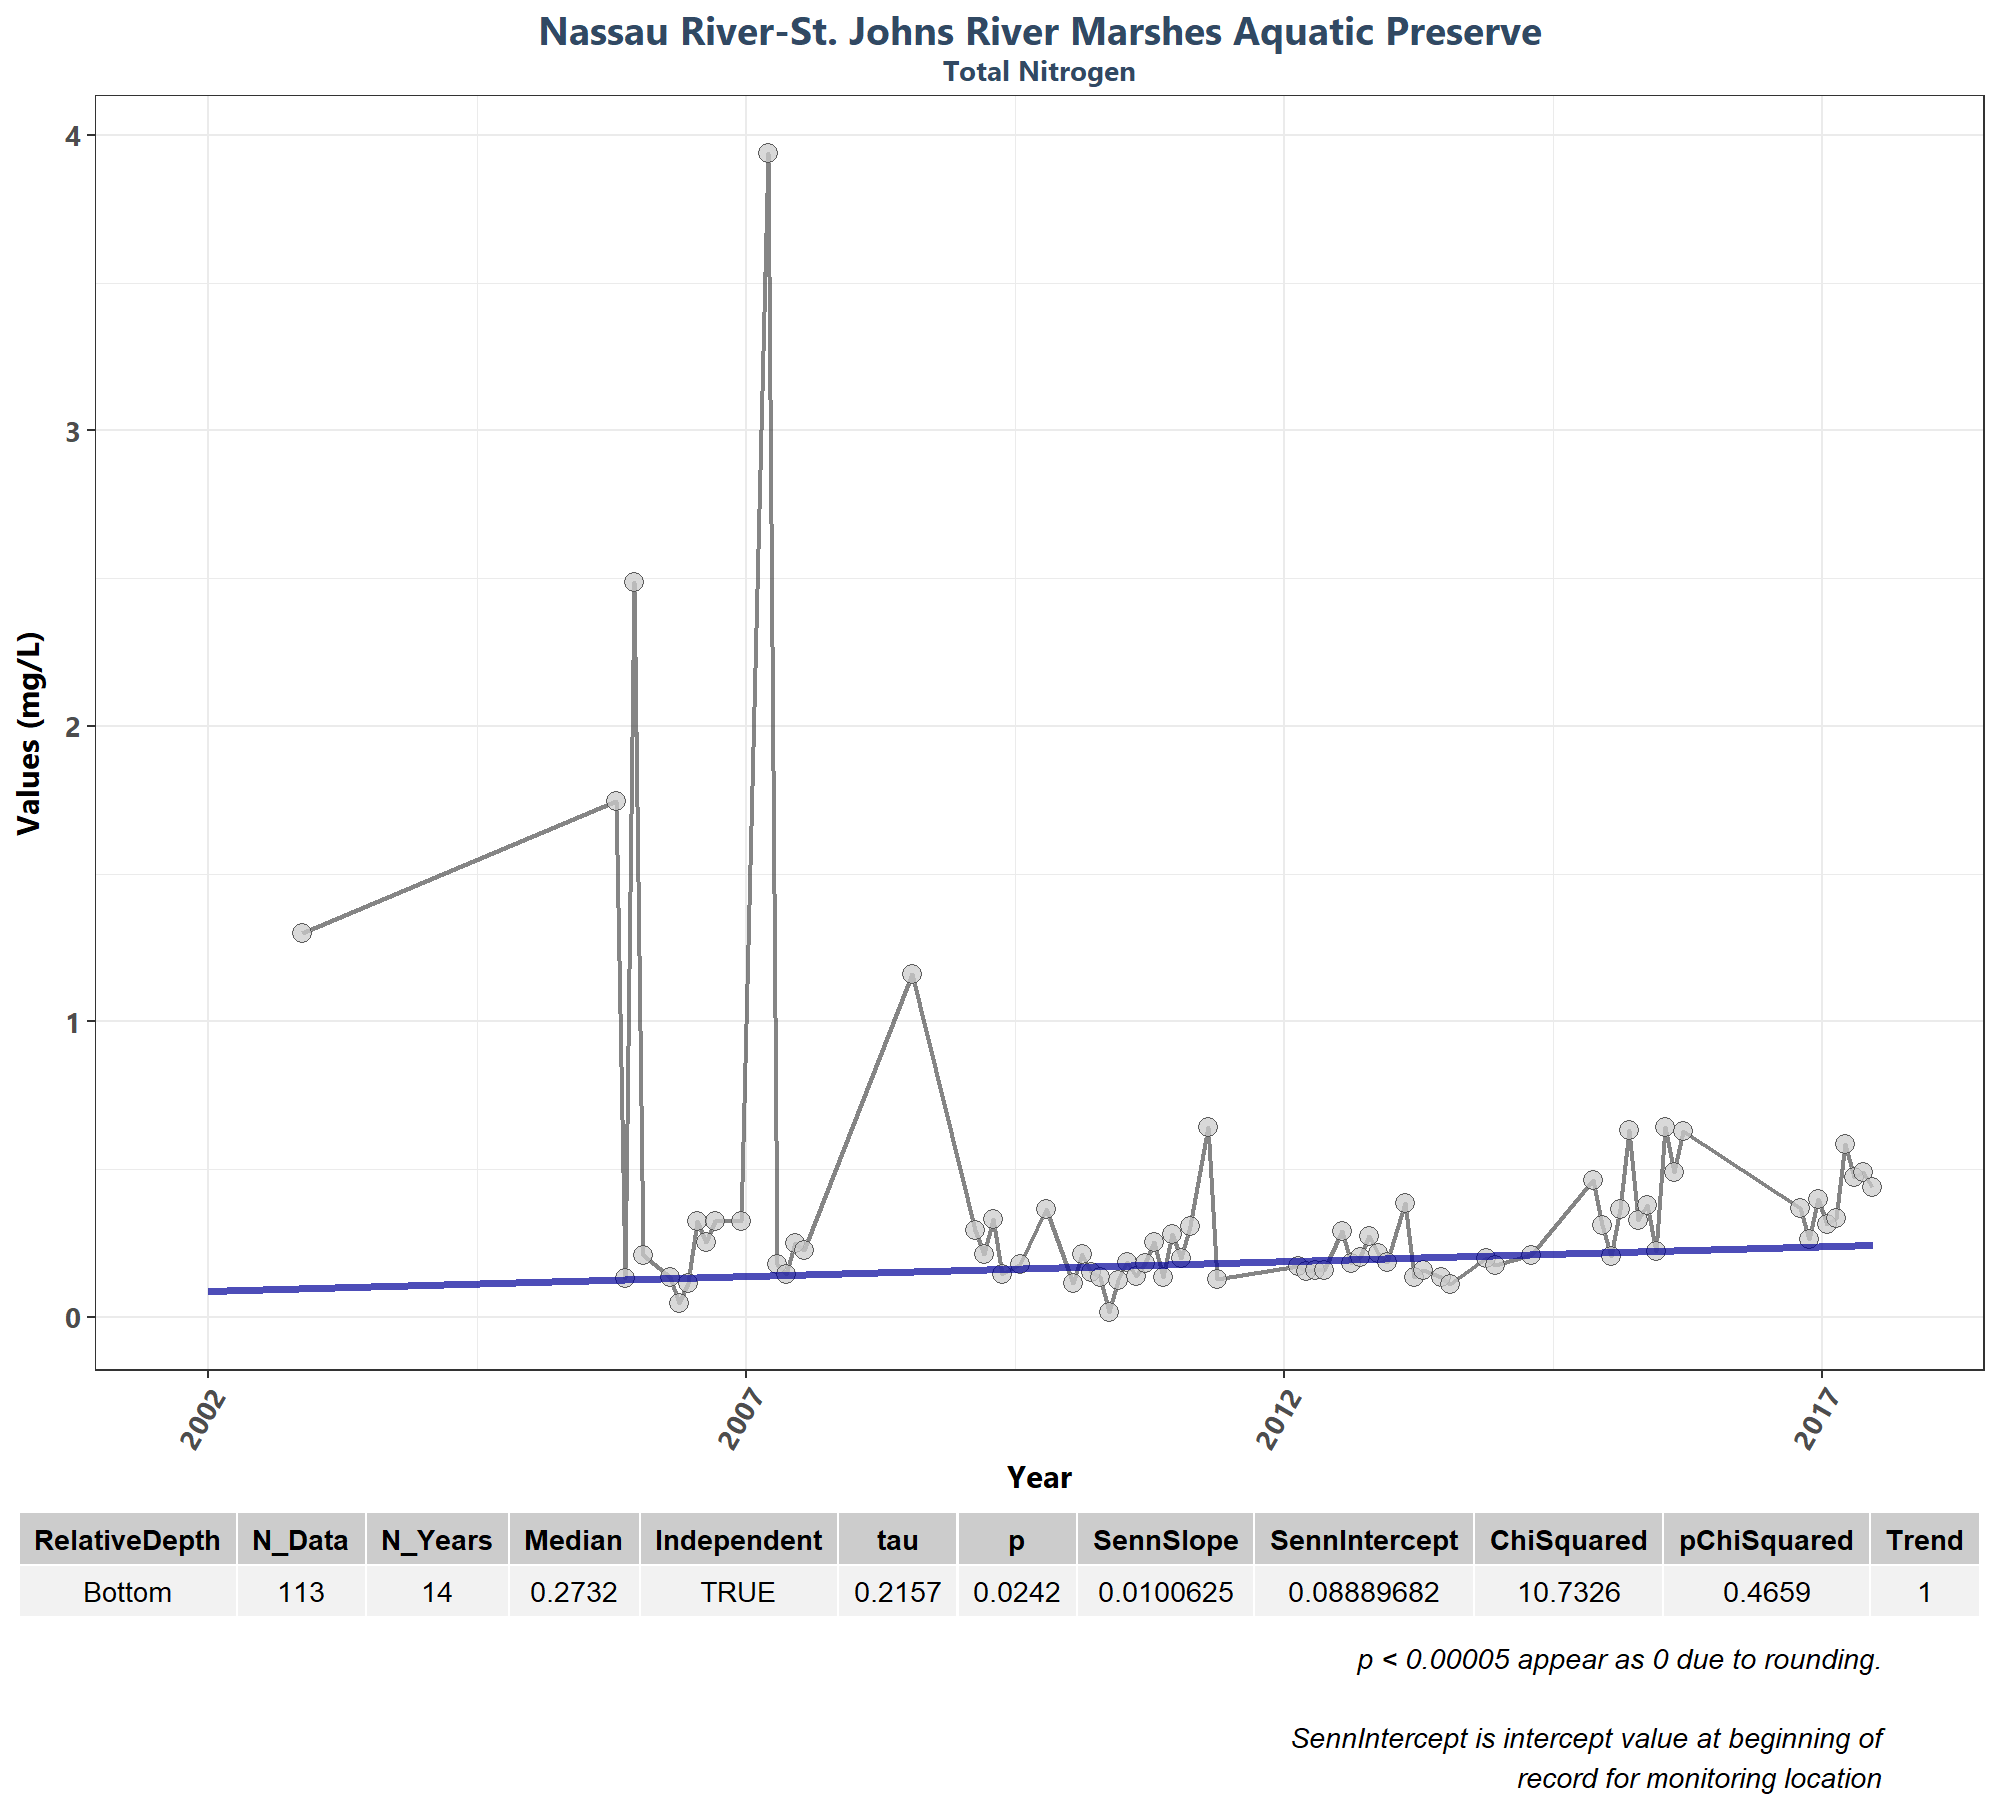 Nassau River-St. Johns River Marshes Aquatic Preserve
Total Nitrogen
Values (mg/L)
4
3
2
1
0
2002 2007 2012 2017
Year
RelativeDepth N_Data N_Years Median Independent tau p SennSlope SennIntercept ChiSquared pChiSquared Trend
Bottom 113 14 0.2732 TRUE 0.2157 0.0242 0.0100625 0.08889682 10.7326 0.4659 1
p < 0.00005 appear as 0 due to rounding.
SennIntercept is intercept value at beginning of
record for monitoring location